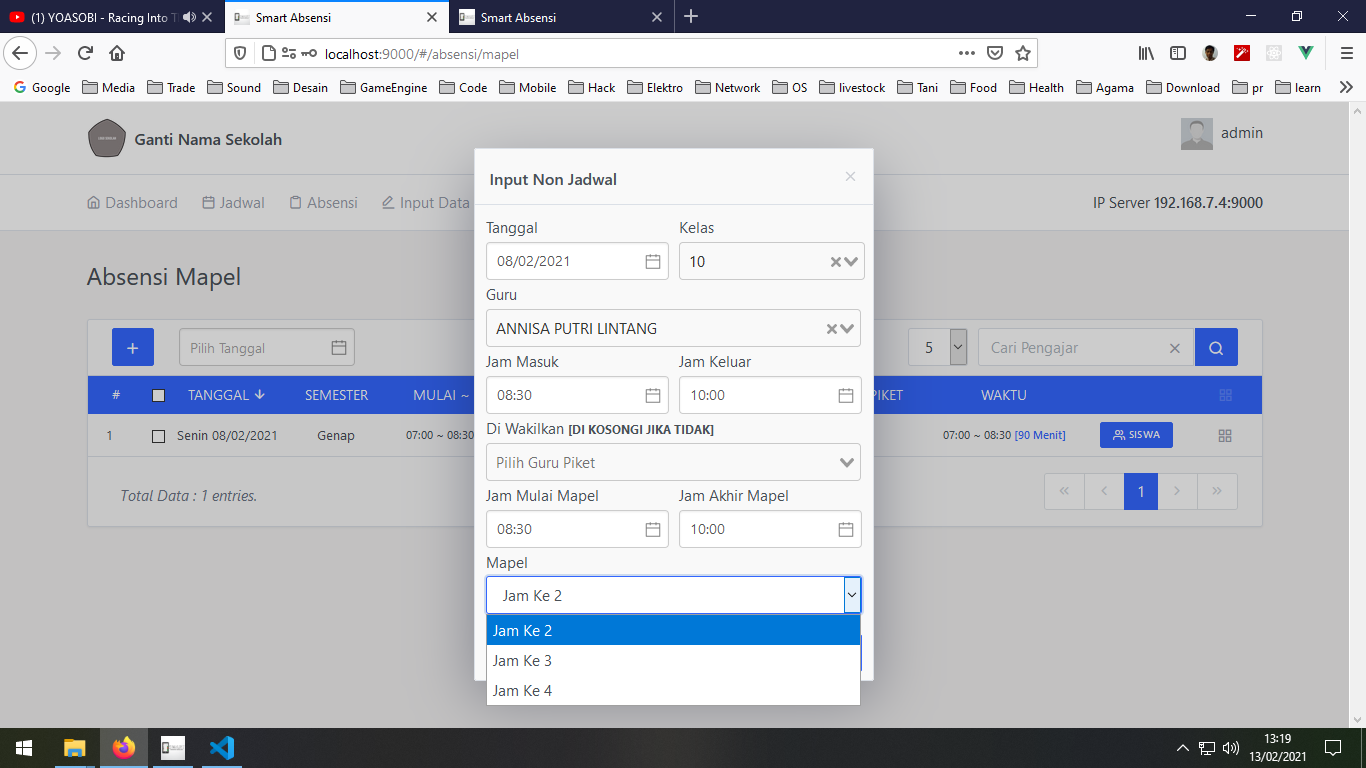 (1) YOASOBI - Racing Into T
Smart Absensi
Smart Absensi
localhost:9000/#/absensi/mapel
Google Media Trade Sound Desain GameEngine Code Mobile Hack Elektro Network OS livestock Tani Food Health Agama Download pr learn
Ganti Nama Sekolah
admin
Dashboard Jadwal Absensi Input Data
IP Server 192.168.7.4:9000
Absensi Mapel
+ Pilih Tanggal
5 Cari Pengajar
# TANGGAL SEMESTER MULAI ~
PIKET WAKTU
1 Senin 08/02/2021 Genap 07:00 ~ 08:30
07:00 ~ 08:30 [90 Menit] SISWA
Total Data : 1 entries.
« ‹ 1 › »
Input Non Jadwal ×
Tanggal Kelas
08/02/2021 10
Guru
ANNISA PUTRI LINTANG
Jam Masuk Jam Keluar
08:30 10:00
Di Wakilkan [DI KOSONGI JIKA TIDAK]
Pilih Guru Piket
Jam Mulai Mapel Jam Akhir Mapel
08:30 10:00
Mapel
Jam Ke 2
Jam Ke 2
Jam Ke 3
Jam Ke 4
13:19
13/02/2021